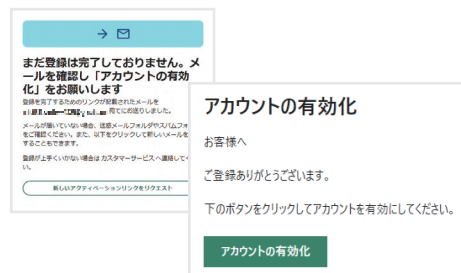 まだ登録は完了しておりません。メ
ールを確認し「アカウントの有効
化」をお願いします
登録を完了するためのリンクが記載されたメールを
宛てにお送りしました。
メールが届いていない場合、迷惑メールフォルダやスパムフォ
をご確認ください。また、以下をクリックして新しいメールを
することもできます。
登録が上手くいかない場合は カスタマーサービス へ連絡して
い。
新しいアクティベーションリンクをリクエスト
アカウントの有効化
お客様へ
ご登録ありがとうございます。
下のボタンをクリックしてアカウントを有効にしてください。
アカウントの有効化